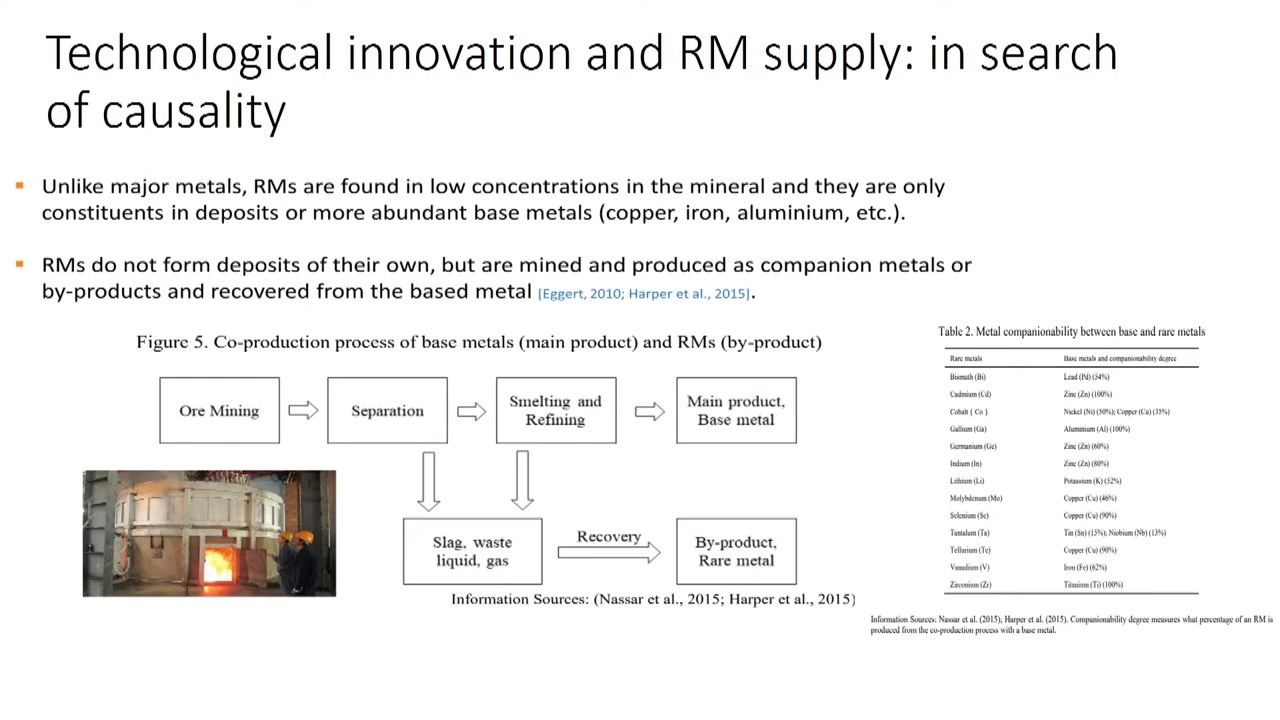 Technological innovation and RM supply: in search
of causality
▪ Unlike major metals, RMs are found in low concentrations in the mineral and they are only
constituents in deposits or more abundant base metals (copper, iron, aluminium, etc.).
▪ RMs do not form deposits of their own, but are mined and produced as companion metals or
by-products and recovered from the based metal [Eggert, 2010; Harper et al., 2015].
Figure 5. Co-production process of base metals (main product) and RMs (by-product)
Ore Mining
Separation
Smelting and
Refining
Main product,
Base metal
Slag, waste
liquid, gas
Recovery
By-product,
Rare metal
Information Sources: (Nassar et al., 2015; Harper et al., 2015)
Table 2. Metal companionability between base and rare metals
Rare metals Base metals and companionability degree
Bismuth (Bi) Lead (Pd) (54%)
Cadmium (Cd) Zinc (Zn) (100%)
Cobalt ( Co ) Nickel (Ni) (50%); Copper (Cu) (35%)
Gallium (Ga) Aluminium (Al) (100%)
Germanium (Ge) Zinc (Zn) (60%)
Indium (In) Zinc (Zn) (80%)
Lithium (Li) Potassium (K) (52%)
Molybdenum (Mo) Copper (Cu) (46%)
Selenium (Se) Copper (Cu) (90%)
Tantalum (Ta) Tin (Sn) (15%); Niobium (Nb) (13%)
Tellurium (Te) Copper (Cu) (90%)
Vanadium (V) Iron (Fe) (62%)
Zirconium (Zr) Titanium (Ti) (100%)
Information Sources: Nassar et al. (2015); Harper et al. (2015). Companionability degree measures what percentage of an RM is
produced from the co-production process with a base metal.